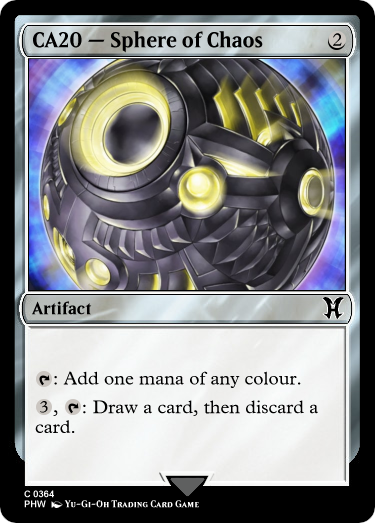 CA20 — Sphere of Chaos 2
Artifact
: Add one mana of any colour.
3, : Draw a card, then discard a
card.
C 0364
PHW Yu-Gi-Oh Trading Card Game